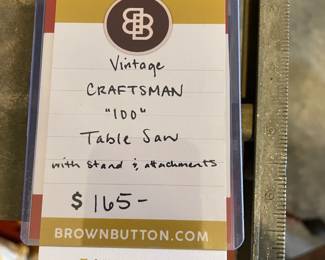 BB
Vintage
CRAFTSMAN
"100"
Table Saw
with stand & attachments
$165-
BROWNBUTTON.COM